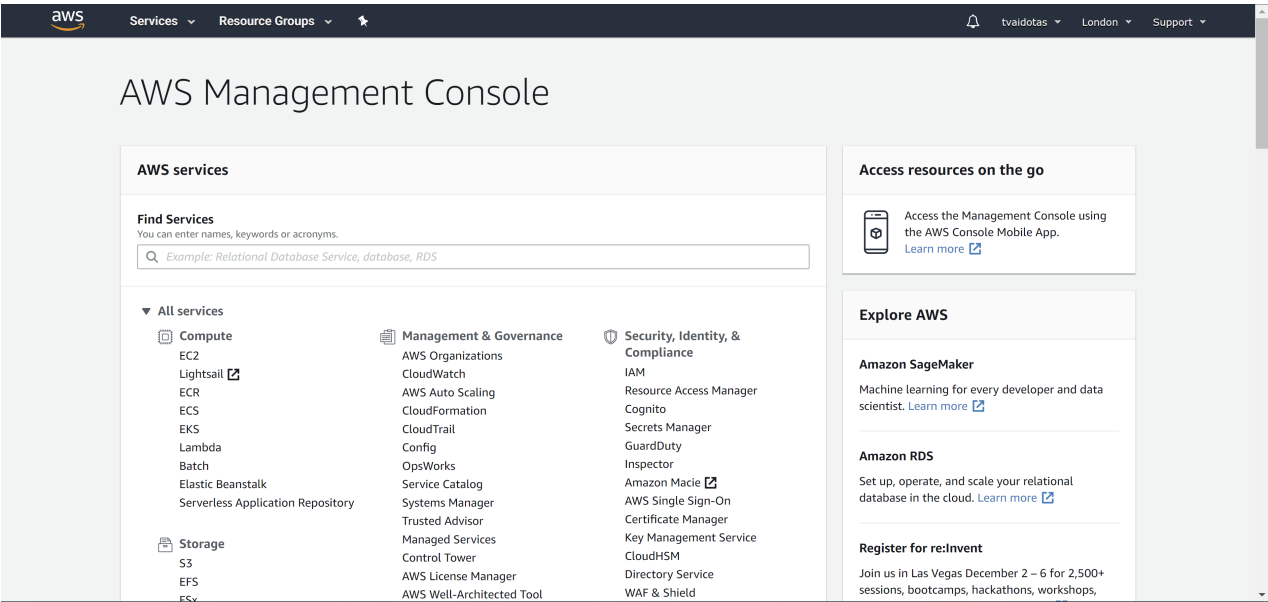 aws
Services
Resource Groups
tvaidotas
London
Support
AWS Management Console
AWS services
Find Services
You can enter names, keywords or acronyms.
Example: Relational Database Service, database, RDS
All services
Compute
EC2
Lightsail
ECR
ECS
EKS
Lambda
Batch
Elastic Beanstalk
Serverless Application Repository
Storage
S3
EFS
FSx
Management & Governance
AWS Organizations
CloudWatch
AWS Auto Scaling
CloudFormation
CloudTrail
Config
OpsWorks
Service Catalog
Systems Manager
Trusted Advisor
Managed Services
Control Tower
AWS License Manager
AWS Well-Architected Tool
Security, Identity, &
Compliance
IAM
Resource Access Manager
Cognito
Secrets Manager
GuardDuty
Inspector
Amazon Macie
AWS Single Sign-On
Certificate Manager
Key Management Service
CloudHSM
Directory Service
WAF & Shield
Access resources on the go
Access the Management Console using
the AWS Console Mobile App.
Learn more
Explore AWS
Amazon SageMaker
Machine learning for every developer and data
scientist. Learn more
Amazon RDS
Set up, operate, and scale your relational
database in the cloud. Learn more
Register for re:Invent
Join us in Las Vegas December 2 – 6 for 2,500+
sessions, bootcamps, hackathons, workshops,